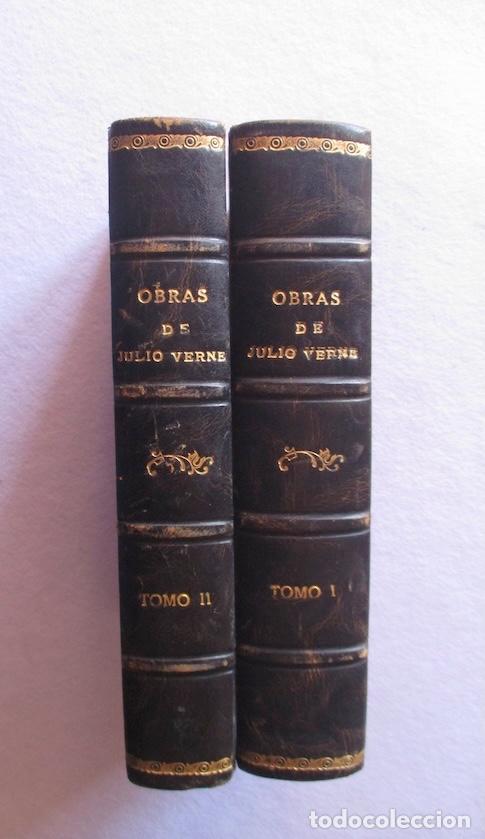 OBRAS
DE
JULIO VERNE
TOMO II
OBRAS
DE
JULIO VERNE
TOMO I
todocoleccion